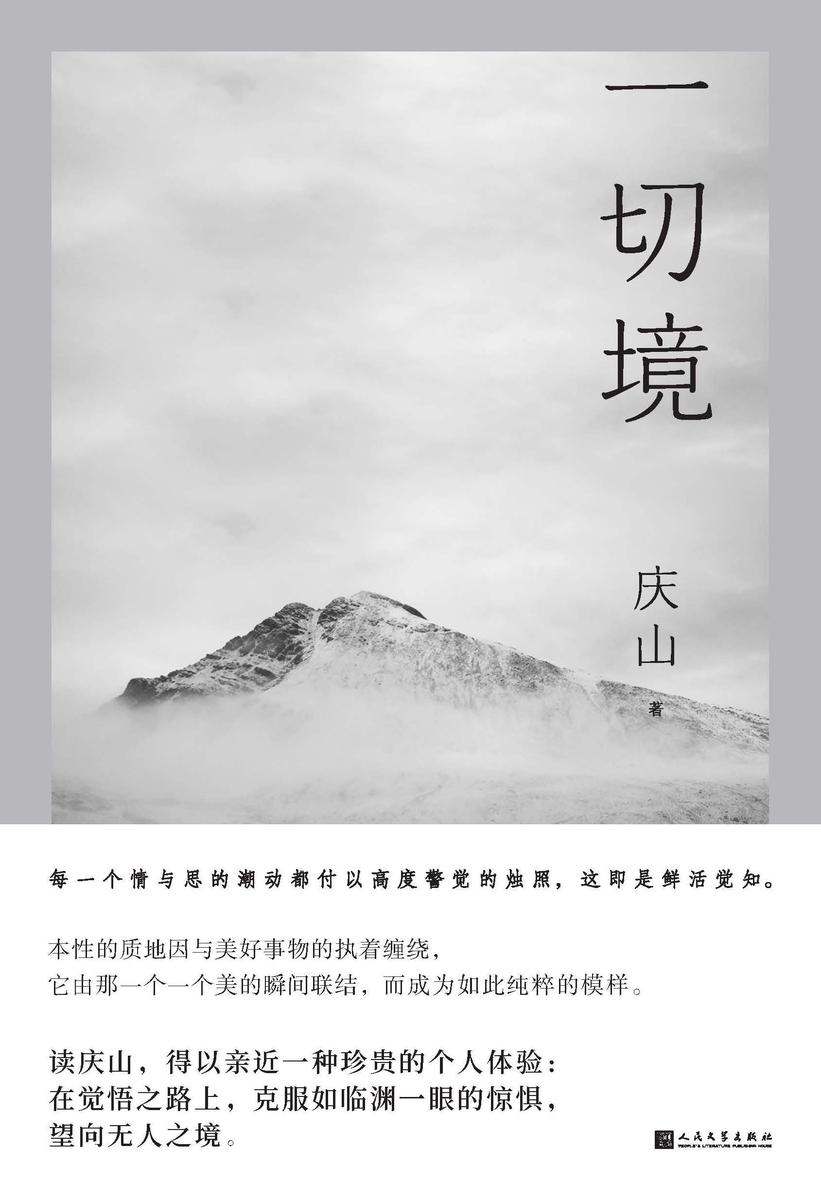 一切境
庆山
著
每一个情与思的潮动都付以高度警觉的烛照，这即是鲜活觉知。
本性的质地因与美好事物的执着缠绕，
它由那一个一个美的瞬间联结，而成为如此纯粹的模样。
读庆山，得以亲近一种珍贵的个人体验：
在觉悟之路上，克服如临渊一眼的惊惧，
望向无人之境。
人民文学出版社
PEOPLE'S LITERATURE PUBLISHING HOUSE